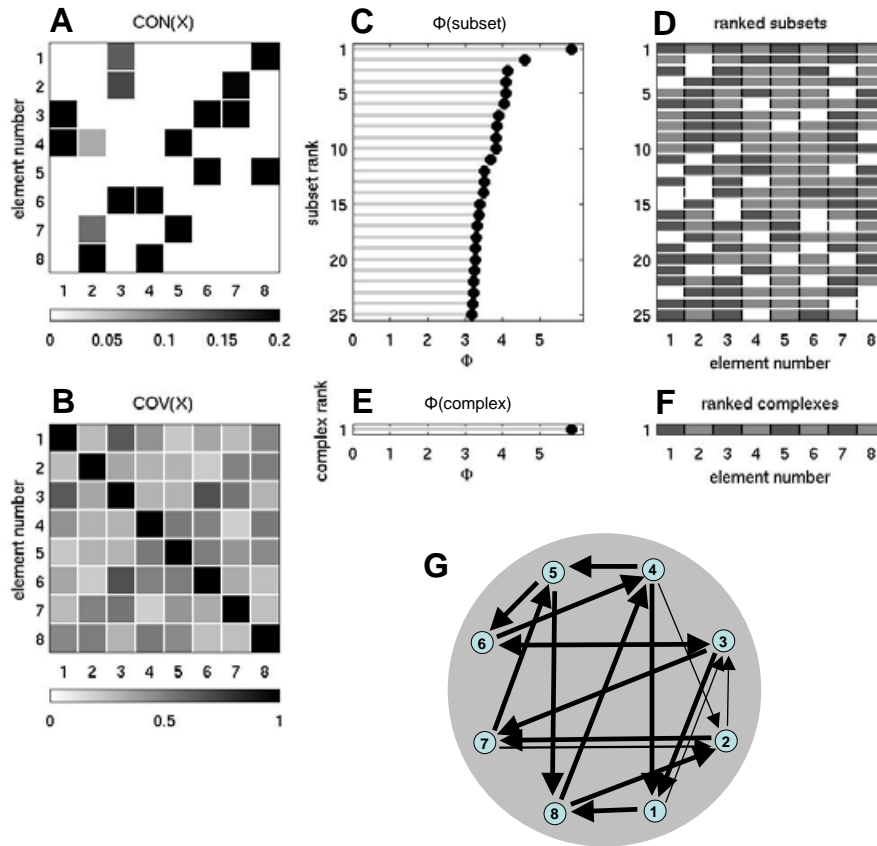 A
CON(X)
element number
1
2
3
4
5
6
7
8
1 2 3 4 5 6 7 8
0 0.05 0.1 0.15 0.2
C
Φ(subset)
subset rank
1
5
10
15
20
25
0 1 2 3 4 5
Φ
D
ranked subsets
1
5
10
15
20
25
1 2 3 4 5 6 7 8
element number
B
COV(X)
element number
1
2
3
4
5
6
7
8
1 2 3 4 5 6 7 8
0 0.5 1
E
Φ(complex)
complex rank
1
0 1 2 3 4 5
Φ
F
ranked complexes
1
1 2 3 4 5 6 7 8
element number
G
5 4
6 3
7 2
8 1